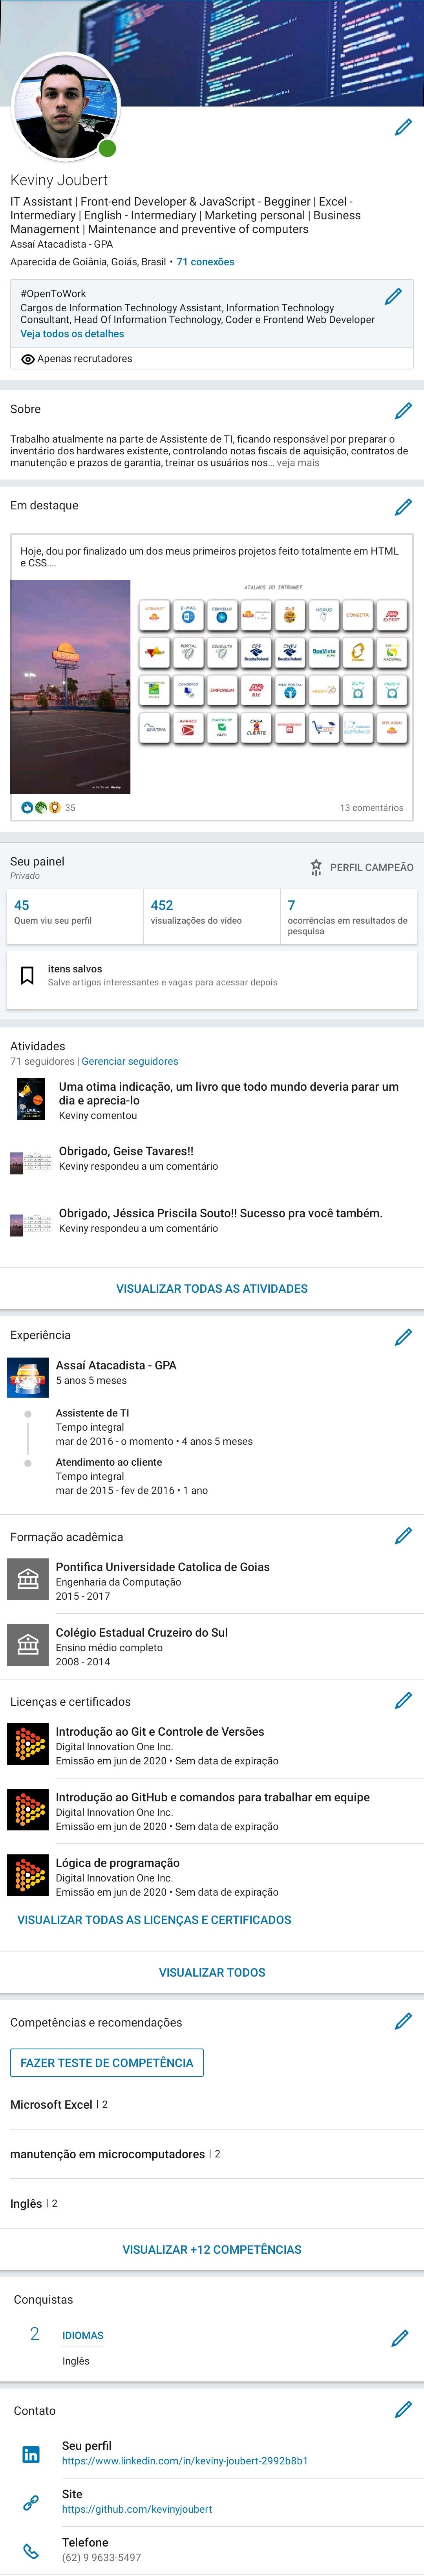 Keviny Joubert
IT Assistant | Front-end Developer & JavaScript - Begginer | Excel -
Intermediary | English - Intermediary | Marketing personal | Business
Management | Maintenance and preventive of computers
Assaí Atacadista - GPA
Aparecida de Goiânia, Goiás, Brasil • 71 conexões
#OpenToWork
Cargos de Information Technology Assistant, Information Technology
Consultant, Head Of Information Technology, Coder e Frontend Web Developer
Veja todos os detalhes
Apenas recrutadores
Sobre
Trabalho atualmente na parte de Assistente de TI, ficando responsável por preparar o
inventário dos hardwares existente, controlando notas fiscais de aquisição, contratos de
manutenção e prazos de garantia, treinar os usuários nos... veja mais
Em destaque
Hoje, dou por finalizado um dos meus primeiros projetos feito totalmente em HTML
e CSS....
ATALHOS DO INTRANET
35
13 comentários
Seu painel
Privado
PERFIL CAMPEÃO
45
Quem viu seu perfil
452
visualizações do vídeo
7
ocorrências em resultados de
pesquisa
itens salvos
Salve artigos interessantes e vagas para acessar depois
Atividades
71 seguidores | Gerenciar seguidores
Uma otima indicação, um livro que todo mundo deveria parar um
dia e aprecia-lo
Keviny comentou
Obrigado, Geise Tavares!!
Keviny respondeu a um comentário
Obrigado, Jéssica Priscila Souto!! Sucesso pra você também.
Keviny respondeu a um comentário
VISUALIZAR TODAS AS ATIVIDADES
Experiência
Assaí Atacadista - GPA
5 anos 5 meses
Assistente de TI
Tempo integral
mar de 2016 - o momento • 4 anos 5 meses
Atendimento ao cliente
Tempo integral
mar de 2015 - fev de 2016 • 1 ano
Formação acadêmica
Pontifica Universidade Catolica de Goias
Engenharia da Computação
2015 - 2017
Colégio Estadual Cruzeiro do Sul
Ensino médio completo
2008 - 2014
Licenças e certificados
Introdução ao Git e Controle de Versões
Digital Innovation One Inc.
Emissão em jun de 2020 • Sem data de expiração
Introdução ao GitHub e comandos para trabalhar em equipe
Digital Innovation One Inc.
Emissão em jun de 2020 • Sem data de expiração
Lógica de programação
Digital Innovation One Inc.
Emissão em jun de 2020 • Sem data de expiração
VISUALIZAR TODAS AS LICENÇAS E CERTIFICADOS
VISUALIZAR TODOS
Competências e recomendações
FAZER TESTE DE COMPETÊNCIA
Microsoft Excel | 2
manutenção em microcomputadores | 2
Inglês | 2
VISUALIZAR +12 COMPETÊNCIAS
Conquistas
2
IDIOMAS
Inglês
Contato
Seu perfil
https://www.linkedin.com/in/keviny-joubert-2992b8b1
Site
https://github.com/kevinyjoubert
Telefone
(62) 9 9633-5497